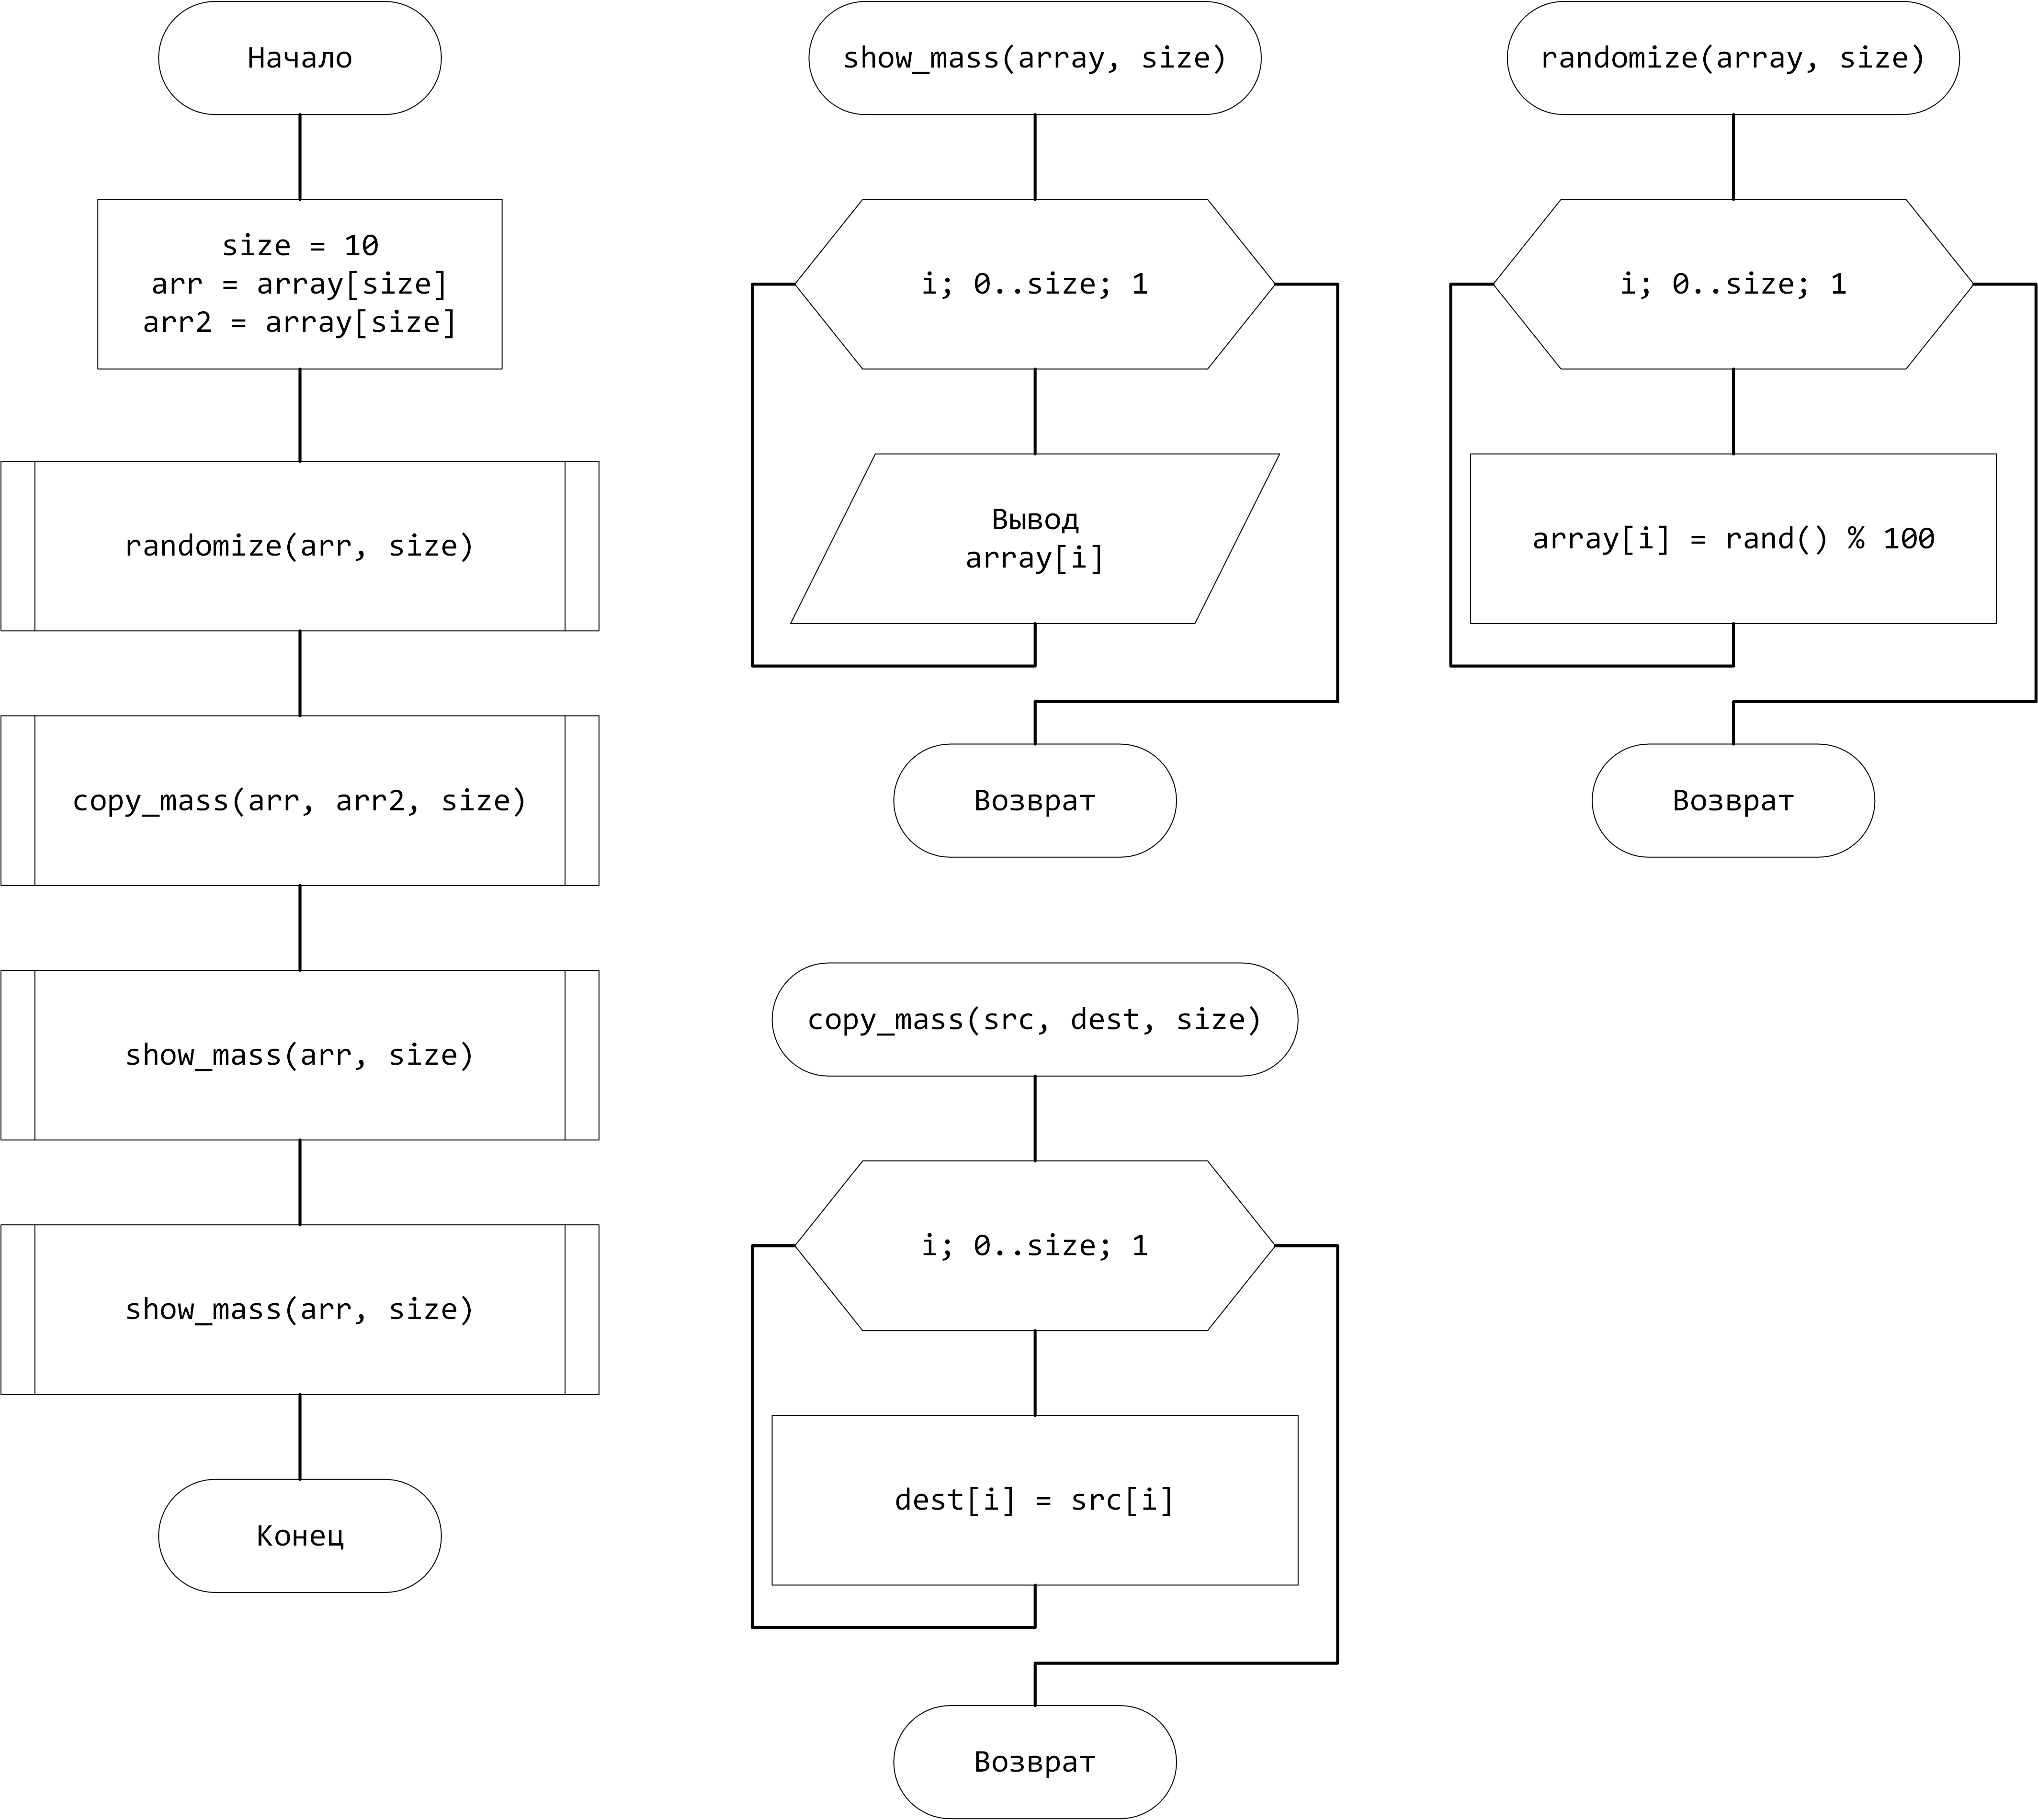 Начало
size = 10
arr = array[size]
arr2 = array[size]
randomize(arr, size)
copy_mass(arr, arr2, size)
show_mass(arr, size)
show_mass(arr, size)
Конец
show_mass(array, size)
i; 0..size; 1
Вывод
array[i]
Возврат
randomize(array, size)
i; 0..size; 1
array[i] = rand() % 100
Возврат
copy_mass(src, dest, size)
i; 0..size; 1
dest[i] = src[i]
Возврат